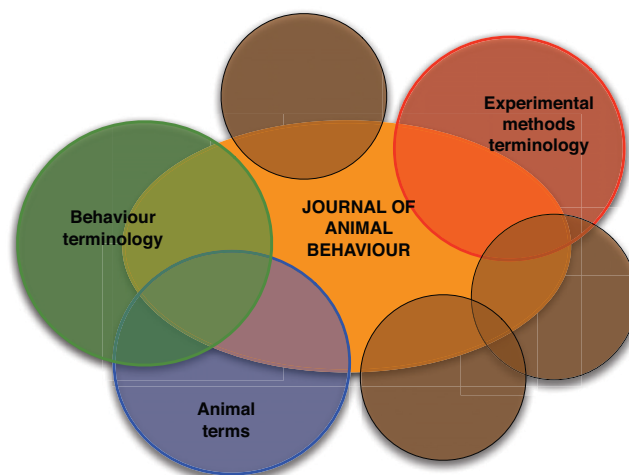 Experimental
methods
terminology
JOURNAL OF
ANIMAL
BEHAVIOUR
Behaviour
terminology
Animal
terms